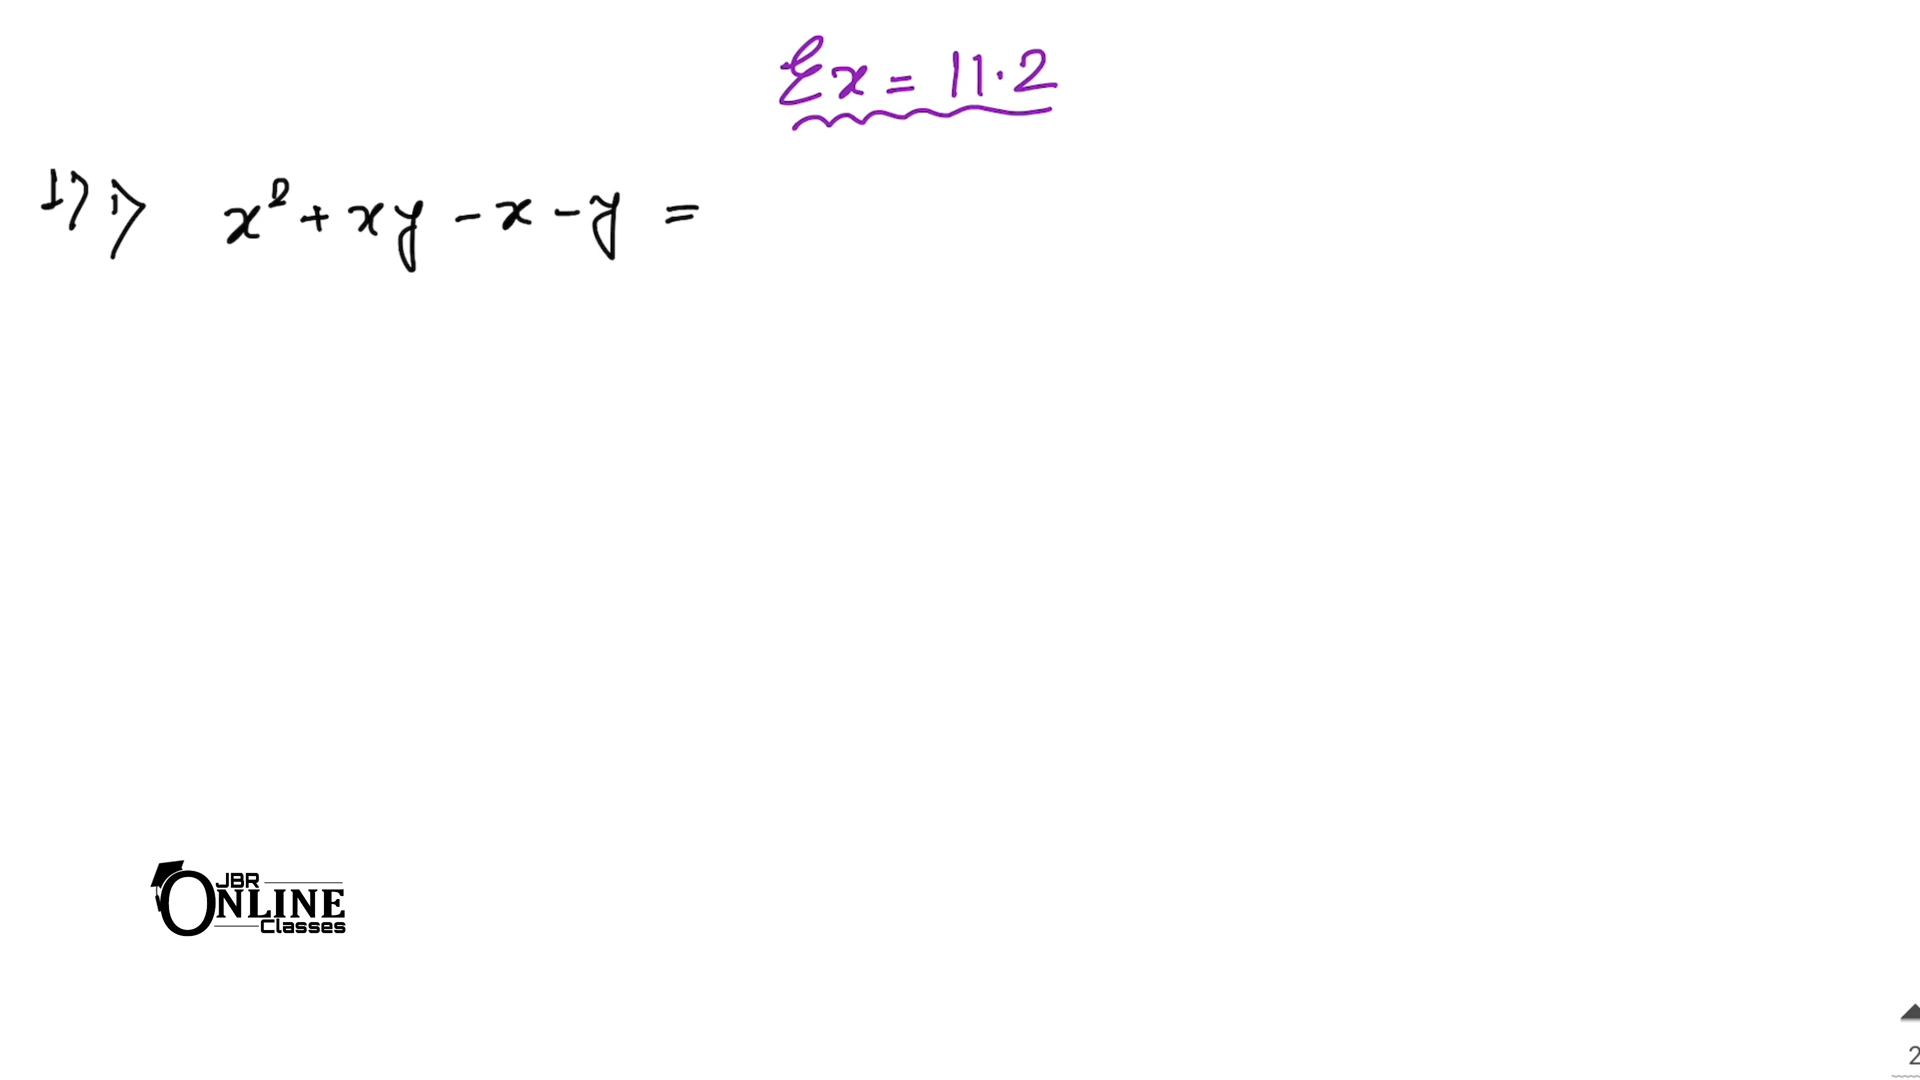 Ex = 11.2
1) i) x² + xy - x - y =
JBR
ONLINE
Classes
2